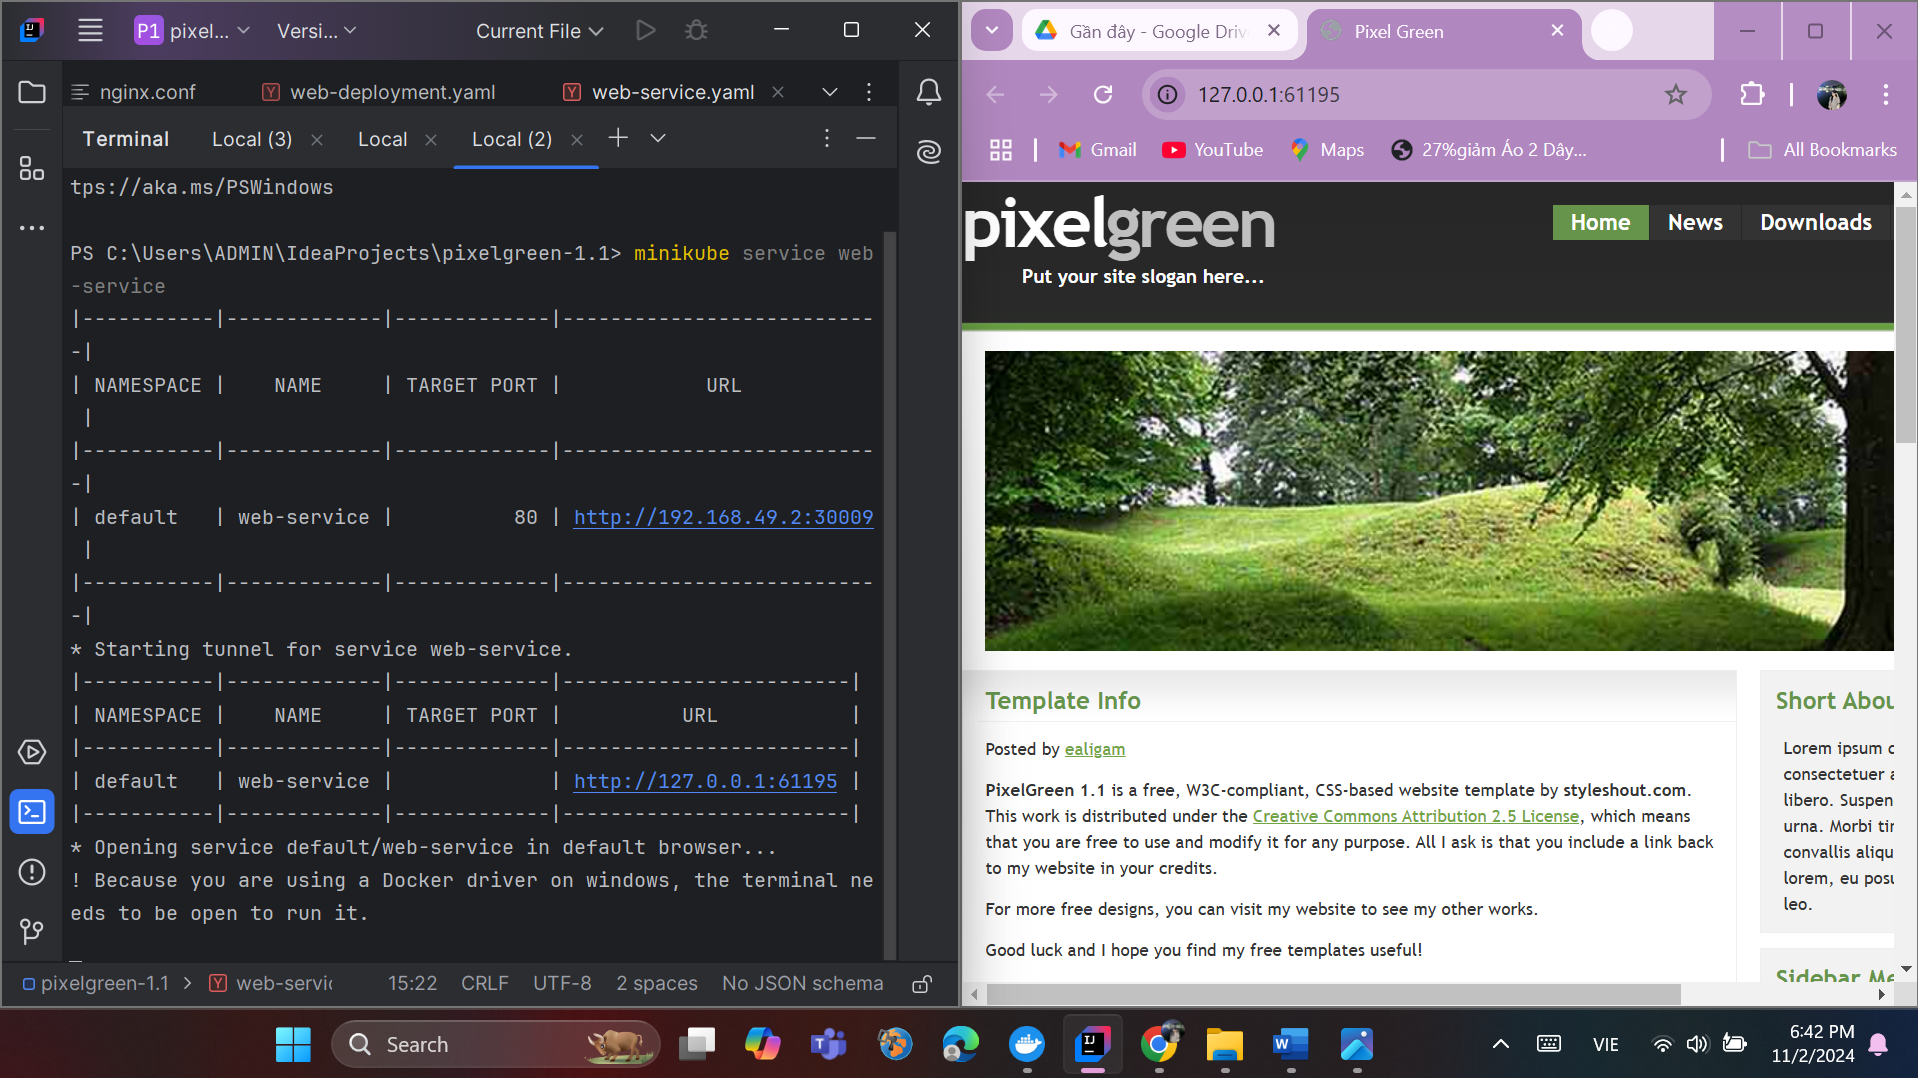 P1 pixel... Versi... Current File
nginx.conf web-deployment.yaml web-service.yaml
Terminal Local (3) Local Local (2)
tps://aka.ms/PSWindows
PS C:\Users\ADMIN\IdeaProjects\pixelgreen-1.1> minikube service web
-service
|-----------|-------------|-------------|--------------------------
-|
| NAMESPACE |    NAME     | TARGET PORT |            URL
 |
|-----------|-------------|-------------|--------------------------
-|
| default   | web-service |          80 | http://192.168.49.2:30009
 |
|-----------|-------------|-------------|--------------------------
-|
* Starting tunnel for service web-service.
|-----------|-------------|-------------|------------------------|
| NAMESPACE |    NAME     | TARGET PORT |          URL           |
|-----------|-------------|-------------|------------------------|
| default   | web-service |             | http://127.0.0.1:61195 |
|-----------|-------------|-------------|------------------------|
* Opening service default/web-service in default browser...
! Because you are using a Docker driver on windows, the terminal ne
eds to be open to run it.
pixelgreen-1.1 > web-servic 15:22 CRLF UTF-8 2 spaces No JSON schema
Gần đây - Google Driv Pixel Green
127.0.0.1:61195
Gmail YouTube Maps 27%giảm Áo 2 Dây... All Bookmarks
pixelgreen
Home News Downloads
Put your site slogan here...
Template Info
Posted by ealigam
PixelGreen 1.1 is a free, W3C-compliant, CSS-based website template by styleshout.com.
This work is distributed under the Creative Commons Attribution 2.5 License, which means
that you are free to use and modify it for any purpose. All I ask is that you include a link back
to my website in your credits.
For more free designs, you can visit my website to see my other works.
Good luck and I hope you find my free templates useful!
Short Abou
Lorem ipsum
consectetuer
libero. Suspen
urna. Morbi
convallis aliqu
lorem, eu posu
leo.
Sidebar Me
Search
VIE
6:42 PM
11/2/2024